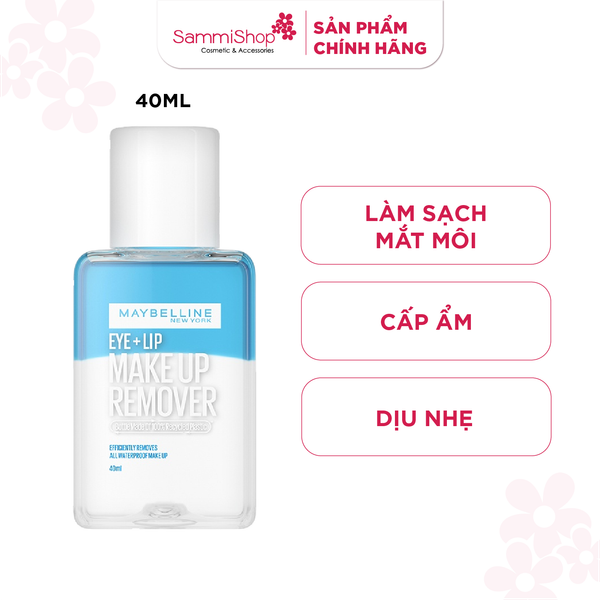 SammiShop
Cosmetic & Accessories
SẢN PHẨM
CHÍNH HÃNG
40ML
MAYBELLINE
NEW YORK
EYE + LIP
MAKE UP
REMOVER
EFFICIENTLY REMOVES
ALL WATERPROOF MAKE UP
40ml
LÀM SẠCH
MẮT MÔI
CẤP ẨM
DỊU NHẸ